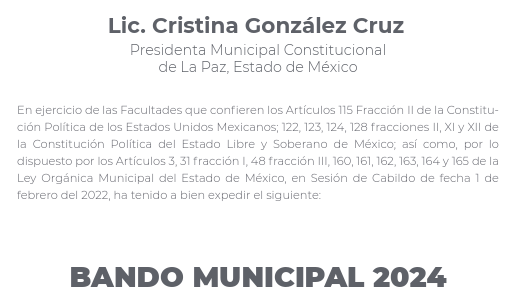 Lic. Cristina González Cruz
Presidenta Municipal Constitucional
de La Paz, Estado de México
En ejercicio de las Facultades que confieren los Artículos 115 Fracción II de la Constitu-
ción Política de los Estados Unidos Mexicanos; 122, 123, 124, 128 fracciones II, XI y XII de
la Constitución Política del Estado Libre y Soberano de México; así como, por lo
dispuesto por los Artículos 3, 31 fracción I, 48 fracción III, 160, 161, 162, 163, 164 y 165 de la
Ley Orgánica Municipal del Estado de México, en Sesión de Cabildo de fecha 1 de
febrero del 2022, ha tenido a bien expedir el siguiente:
BANDO MUNICIPAL 2024